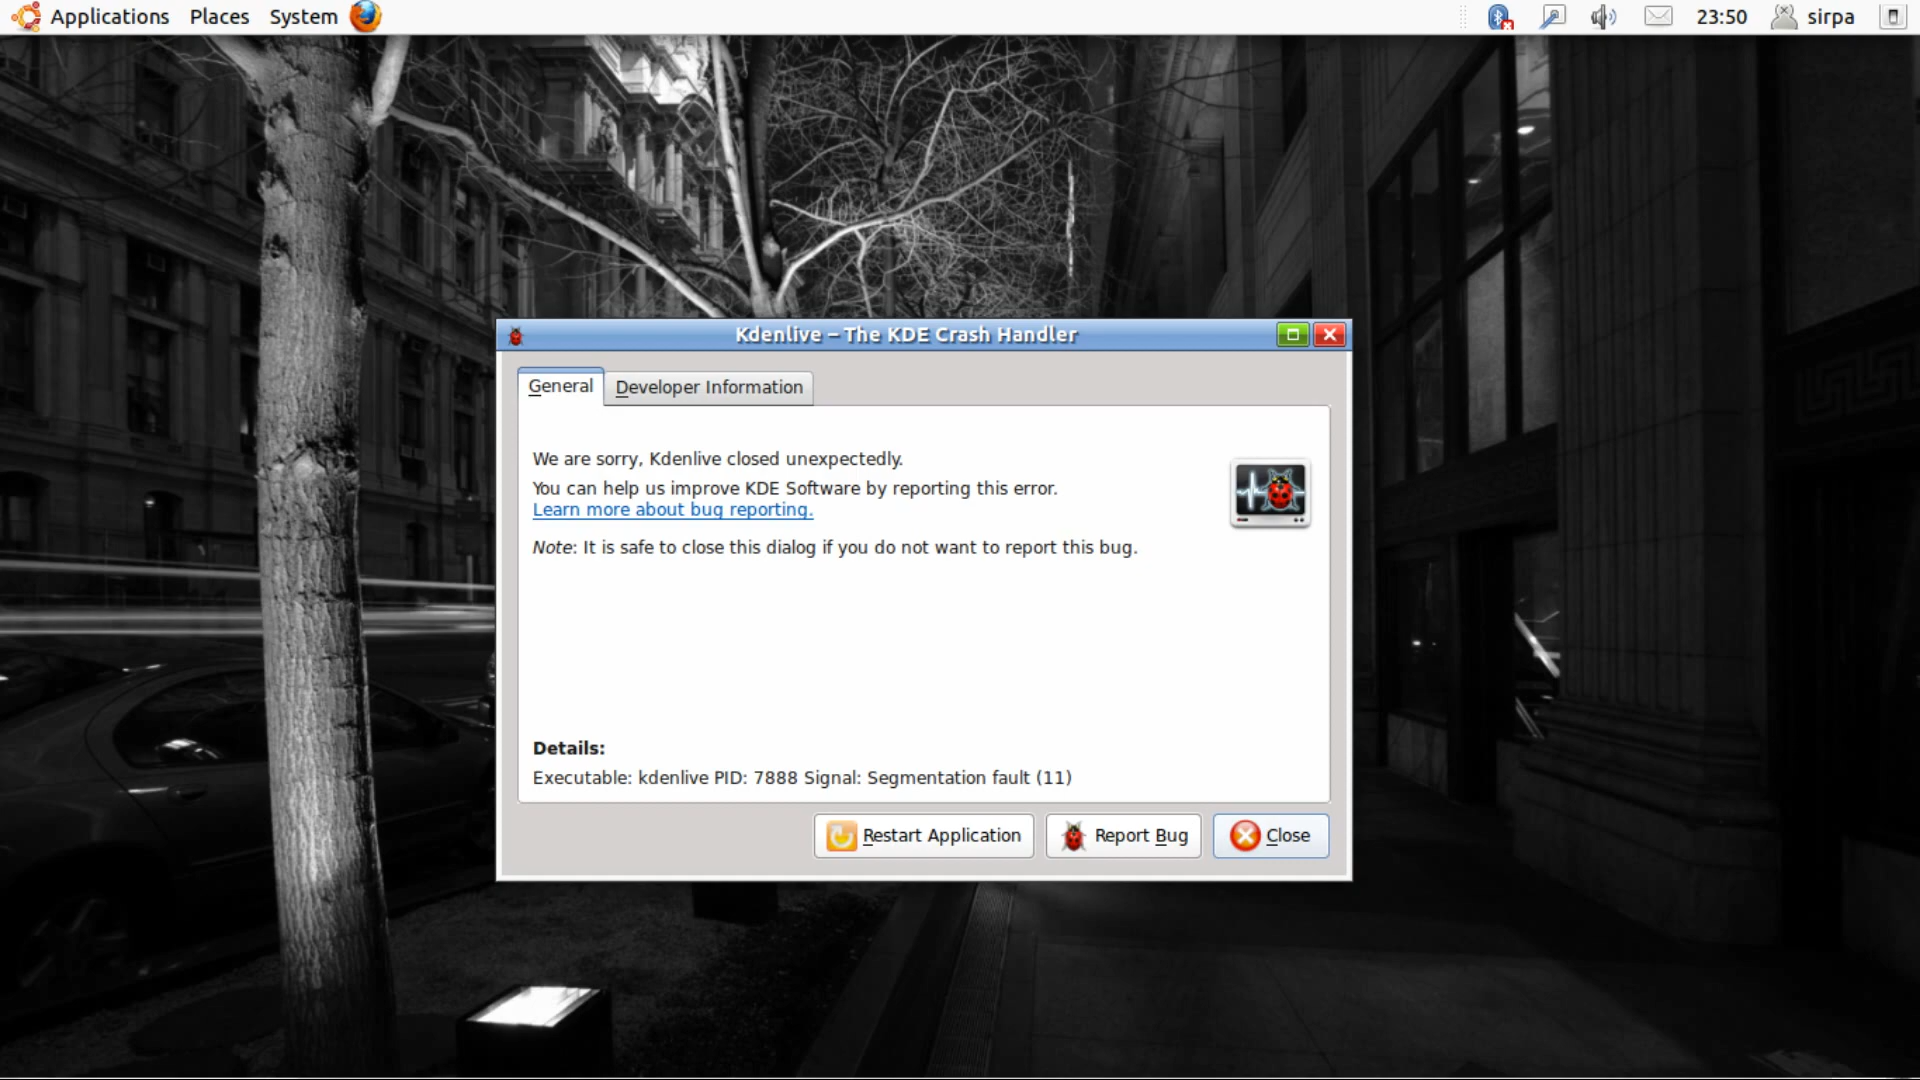 Applications Places System
23:50 sirpa
Kdenlive – The KDE Crash Handler
General Developer Information
We are sorry, Kdenlive closed unexpectedly.
You can help us improve KDE Software by reporting this error.
Learn more about bug reporting.
Note: It is safe to close this dialog if you do not want to report this bug.
Details:
Executable: kdenlive PID: 7888 Signal: Segmentation fault (11)
Restart Application Report Bug Close